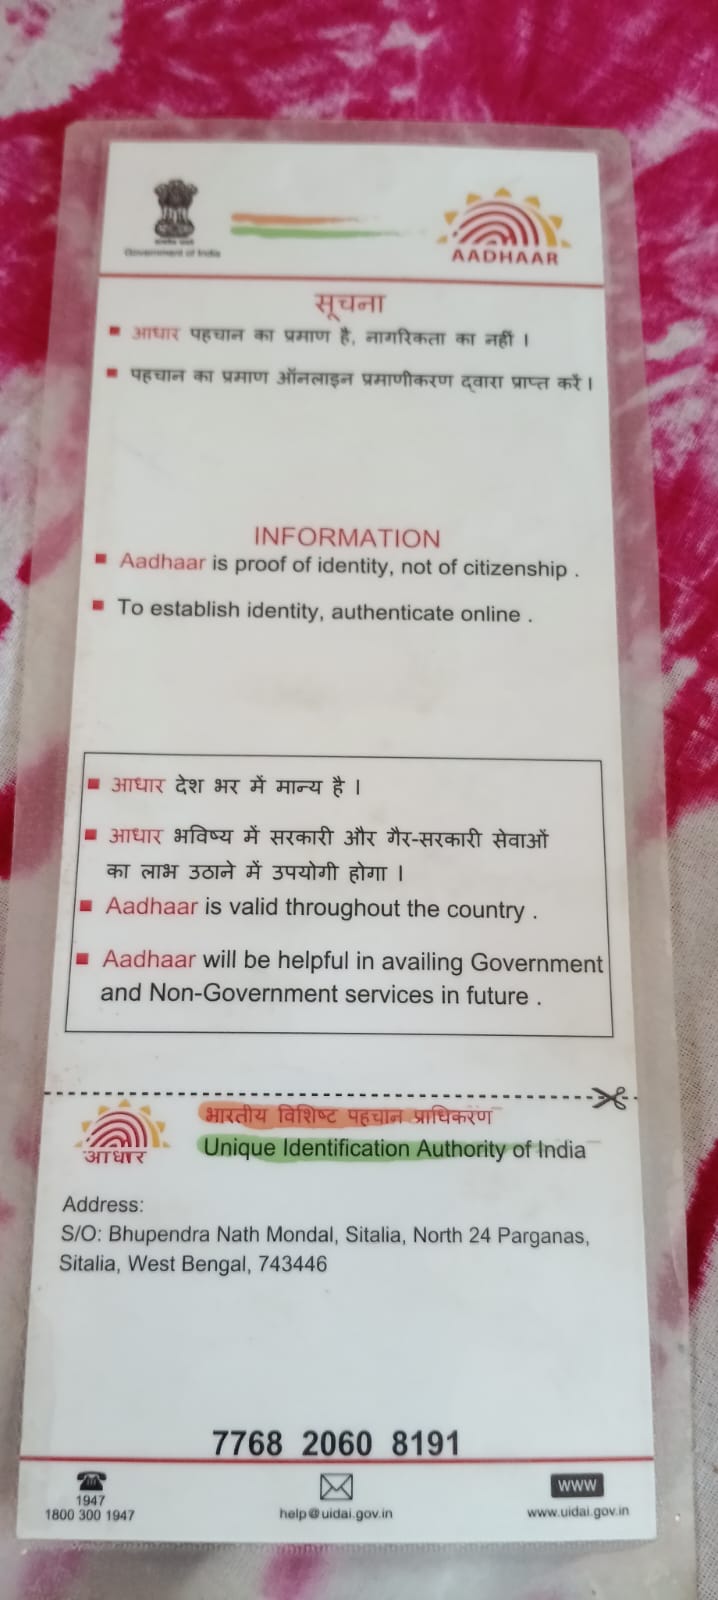 Government of India
AADHAAR
सूचना
आधार पहचान का प्रमाण है, नागरिकता का नहीं ।
पहचान का प्रमाण ऑनलाइन प्रमाणीकरण द्वारा प्राप्त करें ।
INFORMATION
Aadhaar is proof of identity, not of citizenship .
To establish identity, authenticate online .
आधार देश भर में मान्य है ।
आधार भविष्य में सरकारी और गैर-सरकारी सेवाओं
का लाभ उठाने में उपयोगी होगा ।
Aadhaar is valid throughout the country .
Aadhaar will be helpful in availing Government
and Non-Government services in future .
भारतीय विशिष्ट पहचान प्राधिकरण
Unique Identification Authority of India
आधार
Address:
S/O: Bhupendra Nath Mondal, Sitalia, North 24 Parganas,
Sitalia, West Bengal, 743446
7768 2060 8191
1947
1800 300 1947
help@uidai.gov.in
www
www.uidai.gov.in